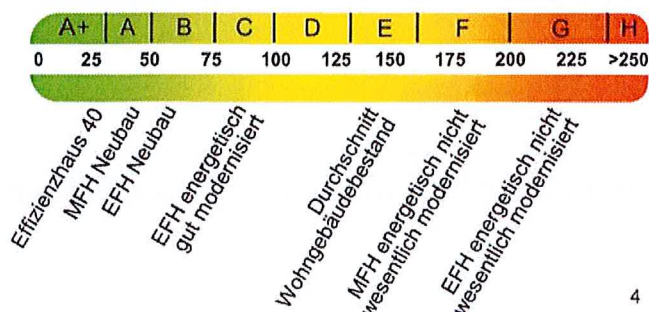 A+ A B C D E F G H
0 25 50 75 100 125 150 175 200 225 >250
Effizienzhaus 40
MFH Neubau
EFH Neubau
EFH energetisch
gut modernisiert
Durchschnitt
Wohngebäudebestand
MFH energetisch nicht
wesentlich modernisiert
EFH energetisch nicht
wesentlich modernisiert
4